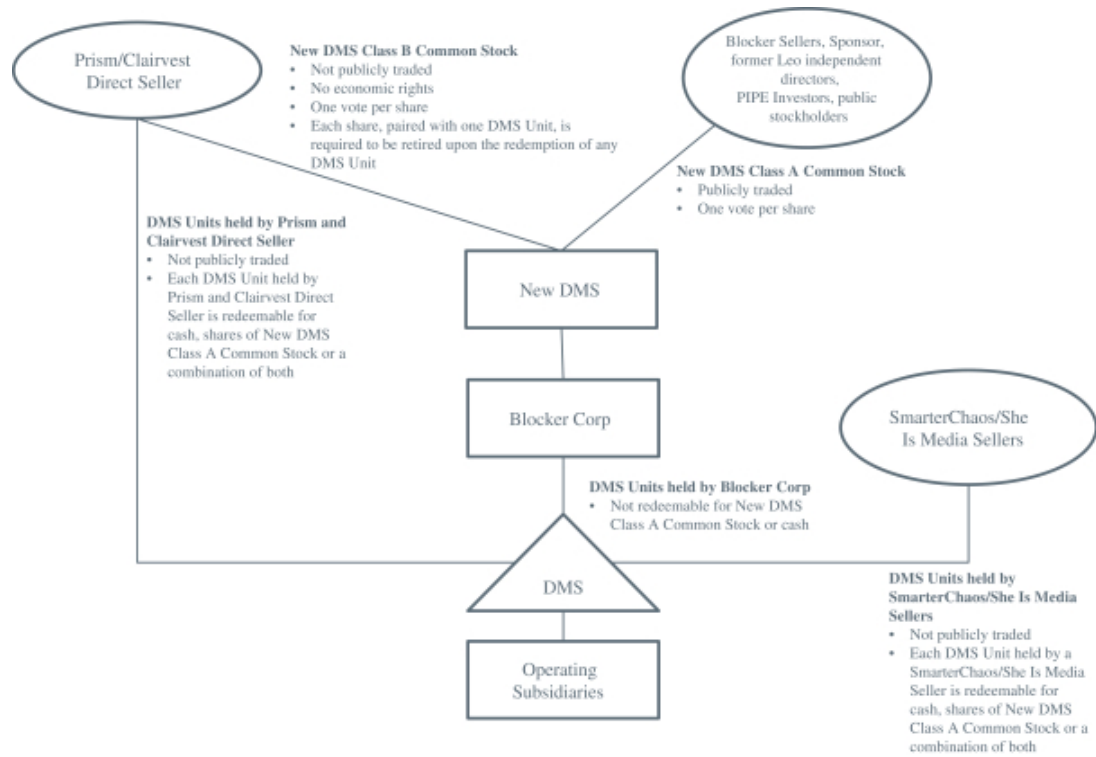 Prism/Clairvest
Direct Seller
New DMS Class B Common Stock
• Not publicly traded
• No economic rights
• One vote per share
• Each share, paired with one DMS Unit, is
required to be retired upon the redemption of any
DMS Unit
Blocker Sellers, Sponsor,
former Leo independent
directors,
PIPE Investors, public
stockholders
New DMS Class A Common Stock
• Publicly traded
• One vote per share
DMS Units held by Prism and
Clairvest Direct Seller
• Not publicly traded
• Each DMS Unit held by
Prism and Clairvest Direct
Seller is redeemable for
cash, shares of New DMS
Class A Common Stock or a
combination of both
New DMS
Blocker Corp
SmarterChaos/She
Is Media Sellers
DMS Units held by Blocker Corp
• Not redeemable for New DMS
Class A Common Stock or cash
DMS
DMS Units held by
SmarterChaos/She Is Media
Sellers
• Not publicly traded
• Each DMS Unit held by a
SmarterChaos/She Is Media
Seller is redeemable for
cash, shares of New DMS
Class A Common Stock or a
combination of both
Operating
Subsidiaries